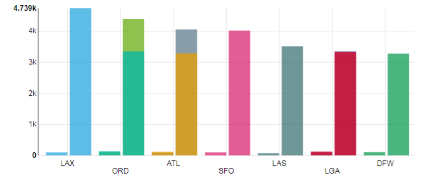 4.739k
4k
3k
2k
1k
0
LAX
ORD
ATL
SFO
LAS
LGA
DFW